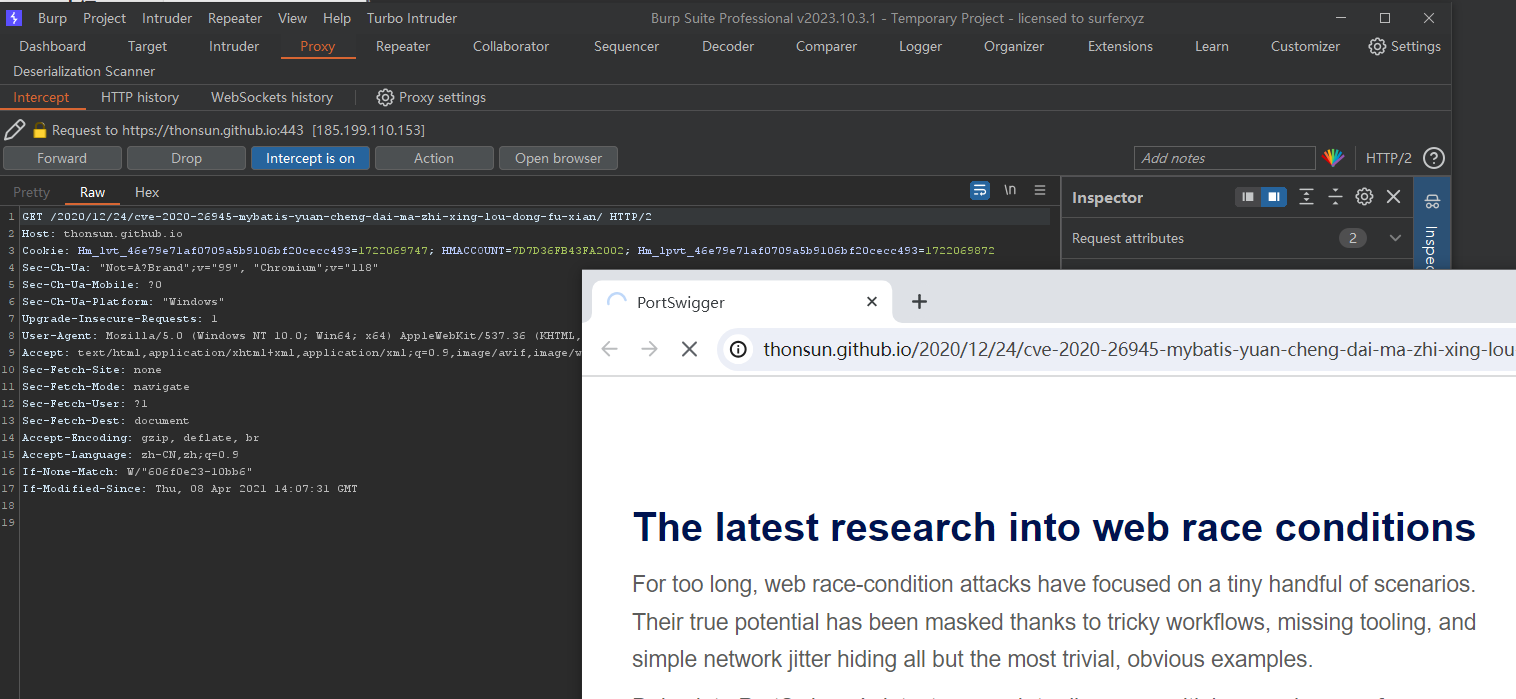 Burp Project Intruder Repeater View Help Turbo Intruder Burp Suite Professional v2023.10.3.1 - Temporary Project - licensed to surferxyz
Dashboard Target Intruder Proxy Repeater Collaborator Sequencer Decoder Comparer Logger Organizer Extensions Learn Customizer Settings
Deserialization Scanner
Intercept HTTP history WebSockets history Proxy settings
Request to https://thonsun.github.io:443 [185.199.110.153]
Forward Drop Intercept is on Action Open browser Add notes HTTP/2 ?
Pretty Raw Hex \n Inspector
Request attributes 2
Inspec
1 GET /2020/12/24/cve-2020-26945-mybatis-yuan-cheng-dai-ma-zhi-xing-lou-dong-fu-xian/ HTTP/2
2 Host: thonsun.github.io
3 Cookie: Hm_lvt_46e79e71af0709a5b9106bf20cecc493=1722069747; HMACCOUNT=7D7D36FB43FA2002; Hm_lpvt_46e79e71af0709a5b9106bf20cecc493=1722069872
4 Sec-Ch-Ua: "Not=A?Brand";v="99", "Chromium";v="118"
5 Sec-Ch-Ua-Mobile: ?0
6 Sec-Ch-Ua-Platform: "Windows"
7 Upgrade-Insecure-Requests: 1
8 User-Agent: Mozilla/5.0 (Windows NT 10.0; Win64; x64) AppleWebKit/537.36 (KHTML,
9 Accept: text/html,application/xhtml+xml,application/xml;q=0.9,image/avif,image/w
10 Sec-Fetch-Site: none
11 Sec-Fetch-Mode: navigate
12 Sec-Fetch-User: ?1
13 Sec-Fetch-Dest: document
14 Accept-Encoding: gzip, deflate, br
15 Accept-Language: zh-CN,zh;q=0.9
16 If-None-Match: W/"606f0e23-10bb6"
17 If-Modified-Since: Thu, 08 Apr 2021 14:07:31 GMT
18
19
PortSwigger
thonsun.github.io/2020/12/24/cve-2020-26945-mybatis-yuan-cheng-dai-ma-zhi-xing-lou
The latest research into web race conditions
For too long, web race-condition attacks have focused on a tiny handful of scenarios.
Their true potential has been masked thanks to tricky workflows, missing tooling, and
simple network jitter hiding all but the most trivial, obvious examples.